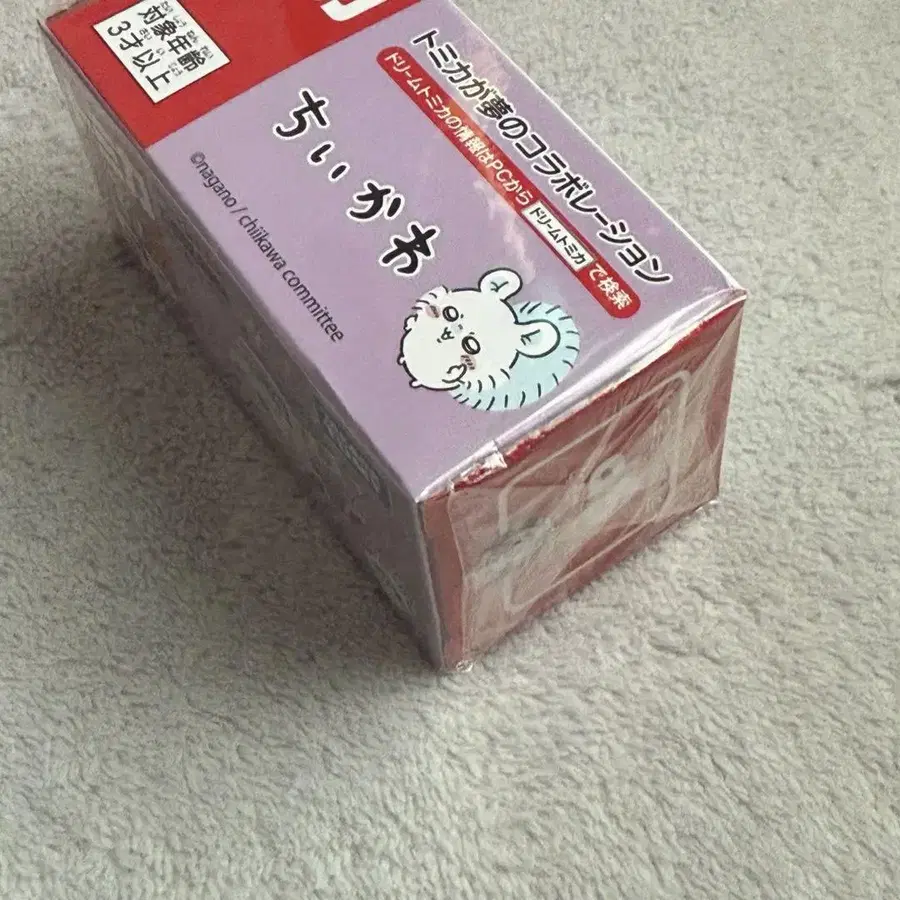 対象年齢
3才以上
トミカが夢のコラボレーション
ドリームトミカの情報はPCから ドリームトミカ で検索
ちいかわ
©nagano / chiikawa committee